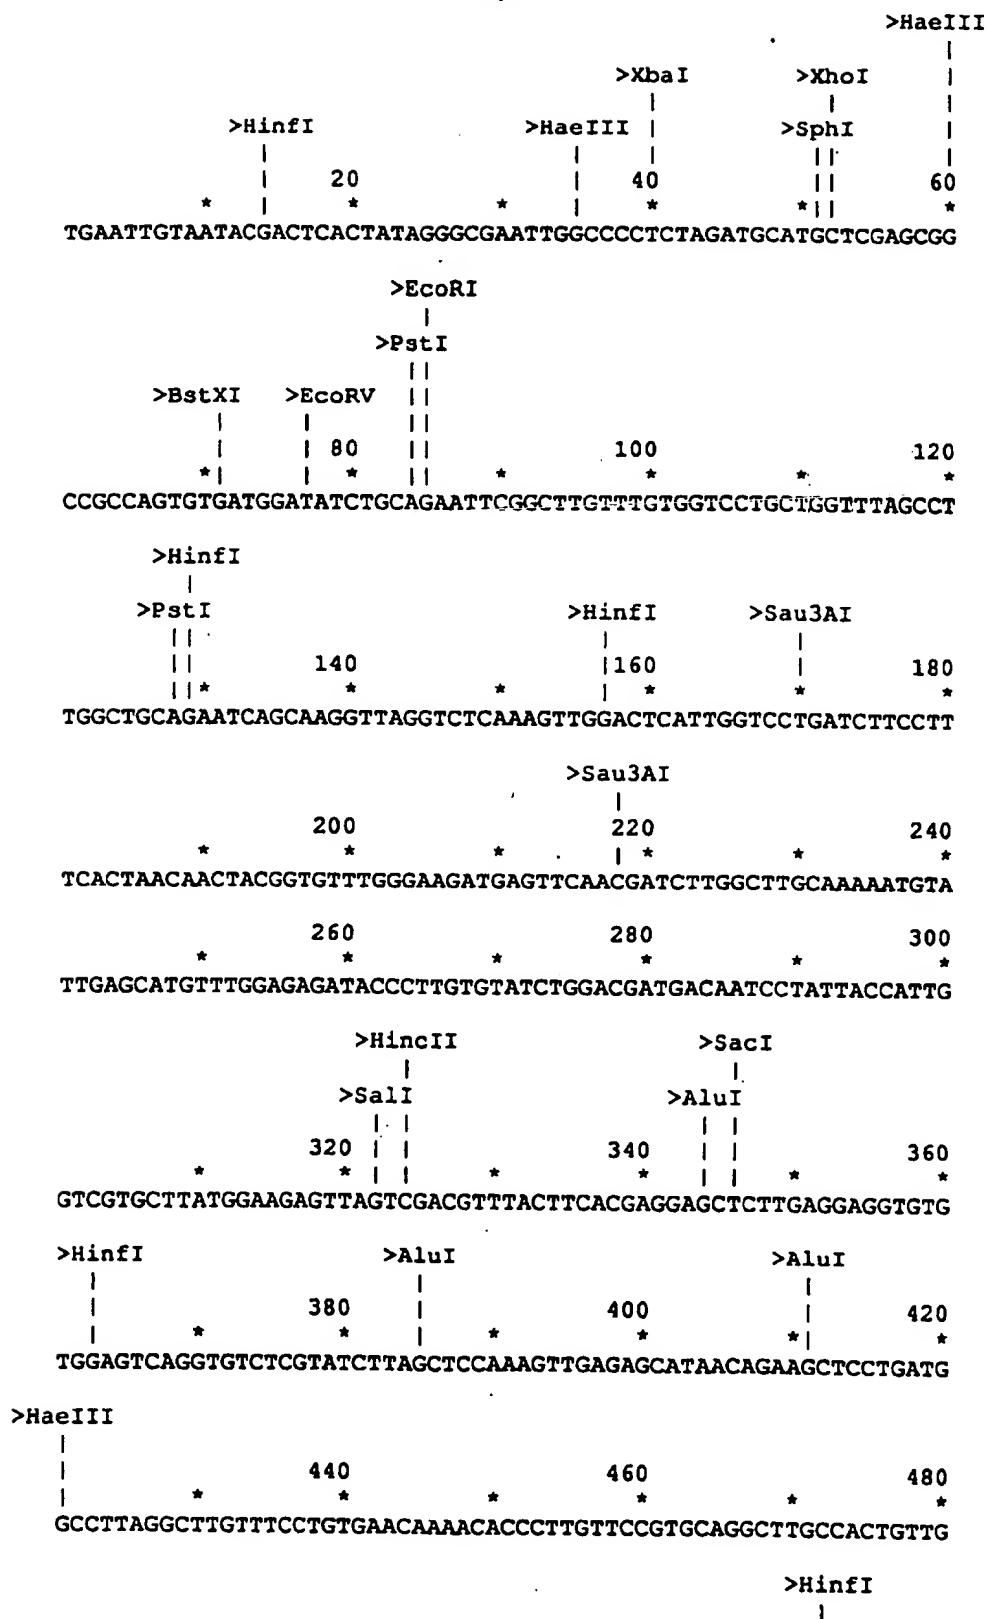 >HaeIII
>XbaI >XhoI
>HinfI >HaeIII >SphI
20 40 60
* * * * * *
TGAATTGTAATACGACTCACTATAGGGCGAATTGGCCCCTCTAGATGCATGCTCGAGCGG
>EcoRI
>PstI
>BstXI >EcoRV
80 100 120
* * * * * *
CCGCCAGTGTGATGGATATCTGCAGAATTCGGCTTGTTTGTGGTCCTGCTGGTTTAGCCT
>HinfI
>PstI >HinfI >Sau3AI
140 160 180
* * * * * *
TGGCTGCAGAATCAGCAAGGTTAGGTCTCAAAGTTGGACTCATTGGTCCTGATCTTCCTT
>Sau3AI
200 220 240
* * * * * *
TCACTAACAACTACGGTGTTTGGGAAGATGAGTTCAACGATCTTGGCTTGCAAAAATGTA
260 280 300
* * * * * *
TTGAGCATGTTTGGAGAGATACCCTTGTGTATCTGGACGATGACAATCCTATTACCATTG
>HincII >SacI
>SalI >AluI
320 340 360
* * * * * *
GTCGTGCTTATGGAAGAGTTAGTCGACGTTTACTTCACGAGGAGCTCTTGAGGAGGTGTG
>HinfI >AluI >AluI
380 400 420
* * * * * *
TGGAGTCAGGTGTCTCGTATCTTAGCTCCAAAGTTGAGAGCATAACAGAAGCTCCTGATG
>HaeIII
440 460 480
* * * * * *
GCCTTAGGCTTGTTTCCTGTGAACAAAACACCCTTGTTCCGTGCAGGCTTGCCACTGTTG
>HinfI